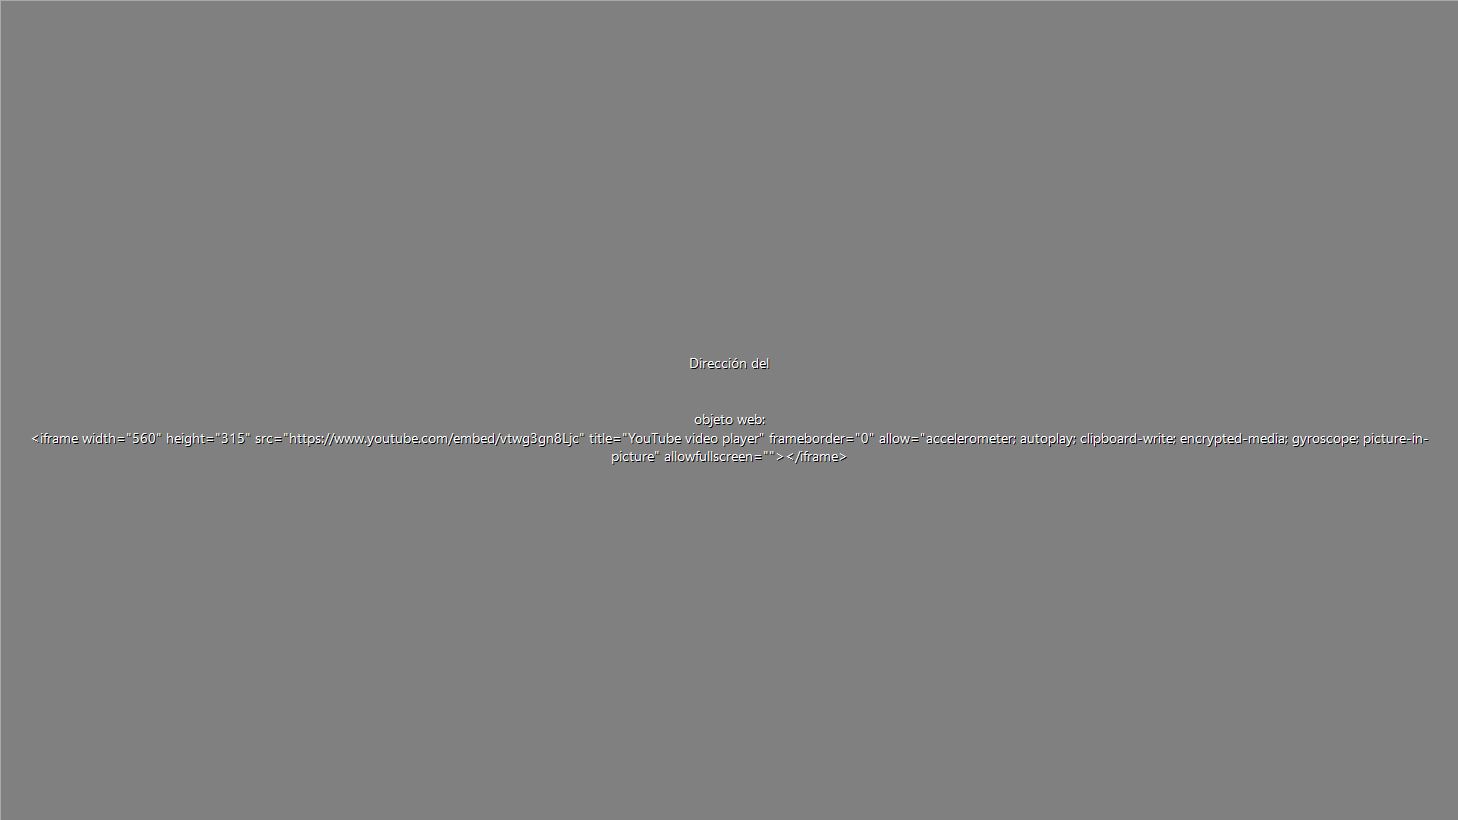 Dirección del
objeto web:
<iframe width="560" height="315" src="https://www.youtube.com/embed/vtwg3gn8Ljc" title="YouTube video player" frameborder="0" allow="accelerometer; autoplay; clipboard-write; encrypted-media; gyroscope; picture-in-
picture" allowfullscreen=""></iframe>